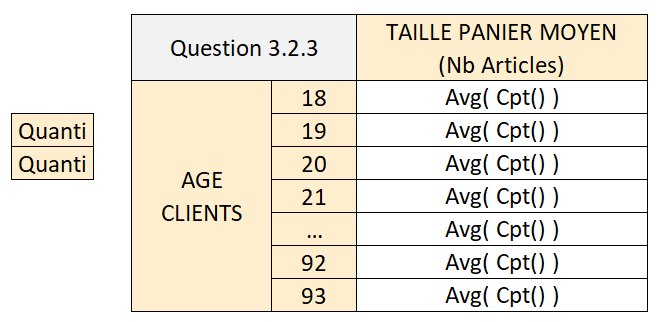 Question 3.2.3
TAILLE PANIER MOYEN
(Nb Articles)
Quanti
Quanti
AGE
CLIENTS
18 Avg( Cpt() )
19 Avg( Cpt() )
20 Avg( Cpt() )
21 Avg( Cpt() )
... Avg( Cpt() )
92 Avg( Cpt() )
93 Avg( Cpt() )